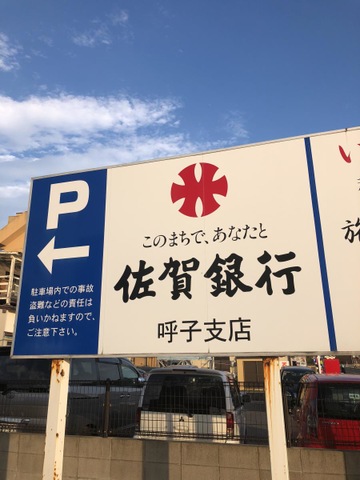 P
駐車場内での事故
盗難などの責任は
負いかねますので、
ご注意下さい。
このまちで、あなたと
佐賀銀行
呼子支店
い
旅